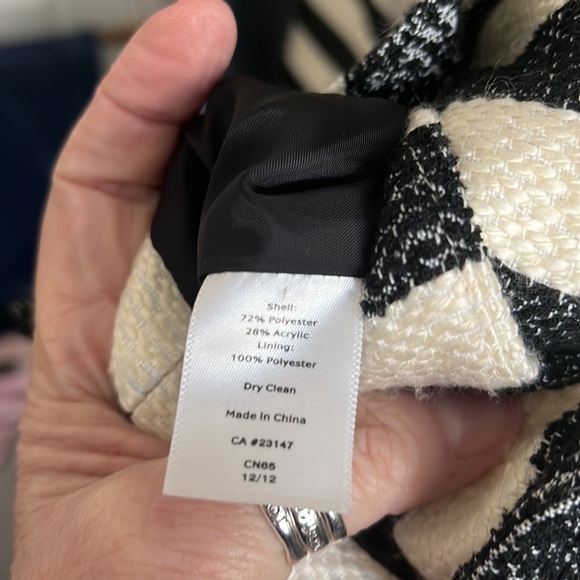 Shell:
72% Polyester
28% Acrylic
Lining:
100% Polyester
Dry Clean
Made In China
CA #23147
CN65
12/12